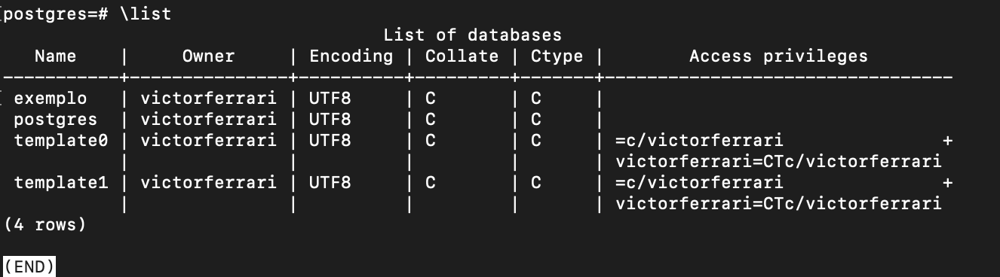 postgres=# \list
                                    List of databases
   Name    |     Owner     | Encoding | Collate | Ctype |        Access privileges
-----------+---------------+----------+---------+-------+---------------------------------
 exemplo   | victorferrari | UTF8     | C       | C     |
 postgres  | victorferrari | UTF8     | C       | C     |
 template0 | victorferrari | UTF8     | C       | C     | =c/victorferrari               +
           |               |          |         |       | victorferrari=CTc/victorferrari
 template1 | victorferrari | UTF8     | C       | C     | =c/victorferrari               +
           |               |          |         |       | victorferrari=CTc/victorferrari
(4 rows)

(END)